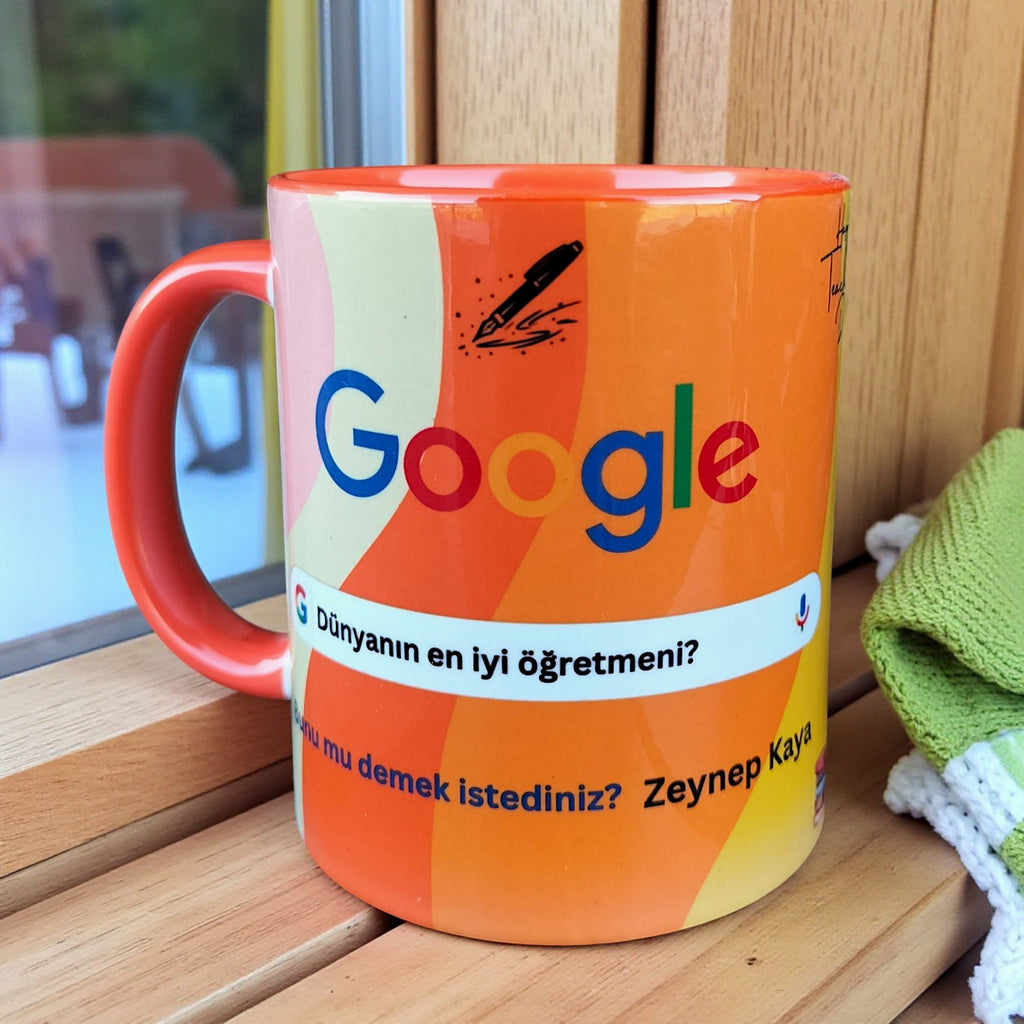 Google
Dünyanın en iyi öğretmeni?
Bunu mu demek istediniz? Zeynep Kaya